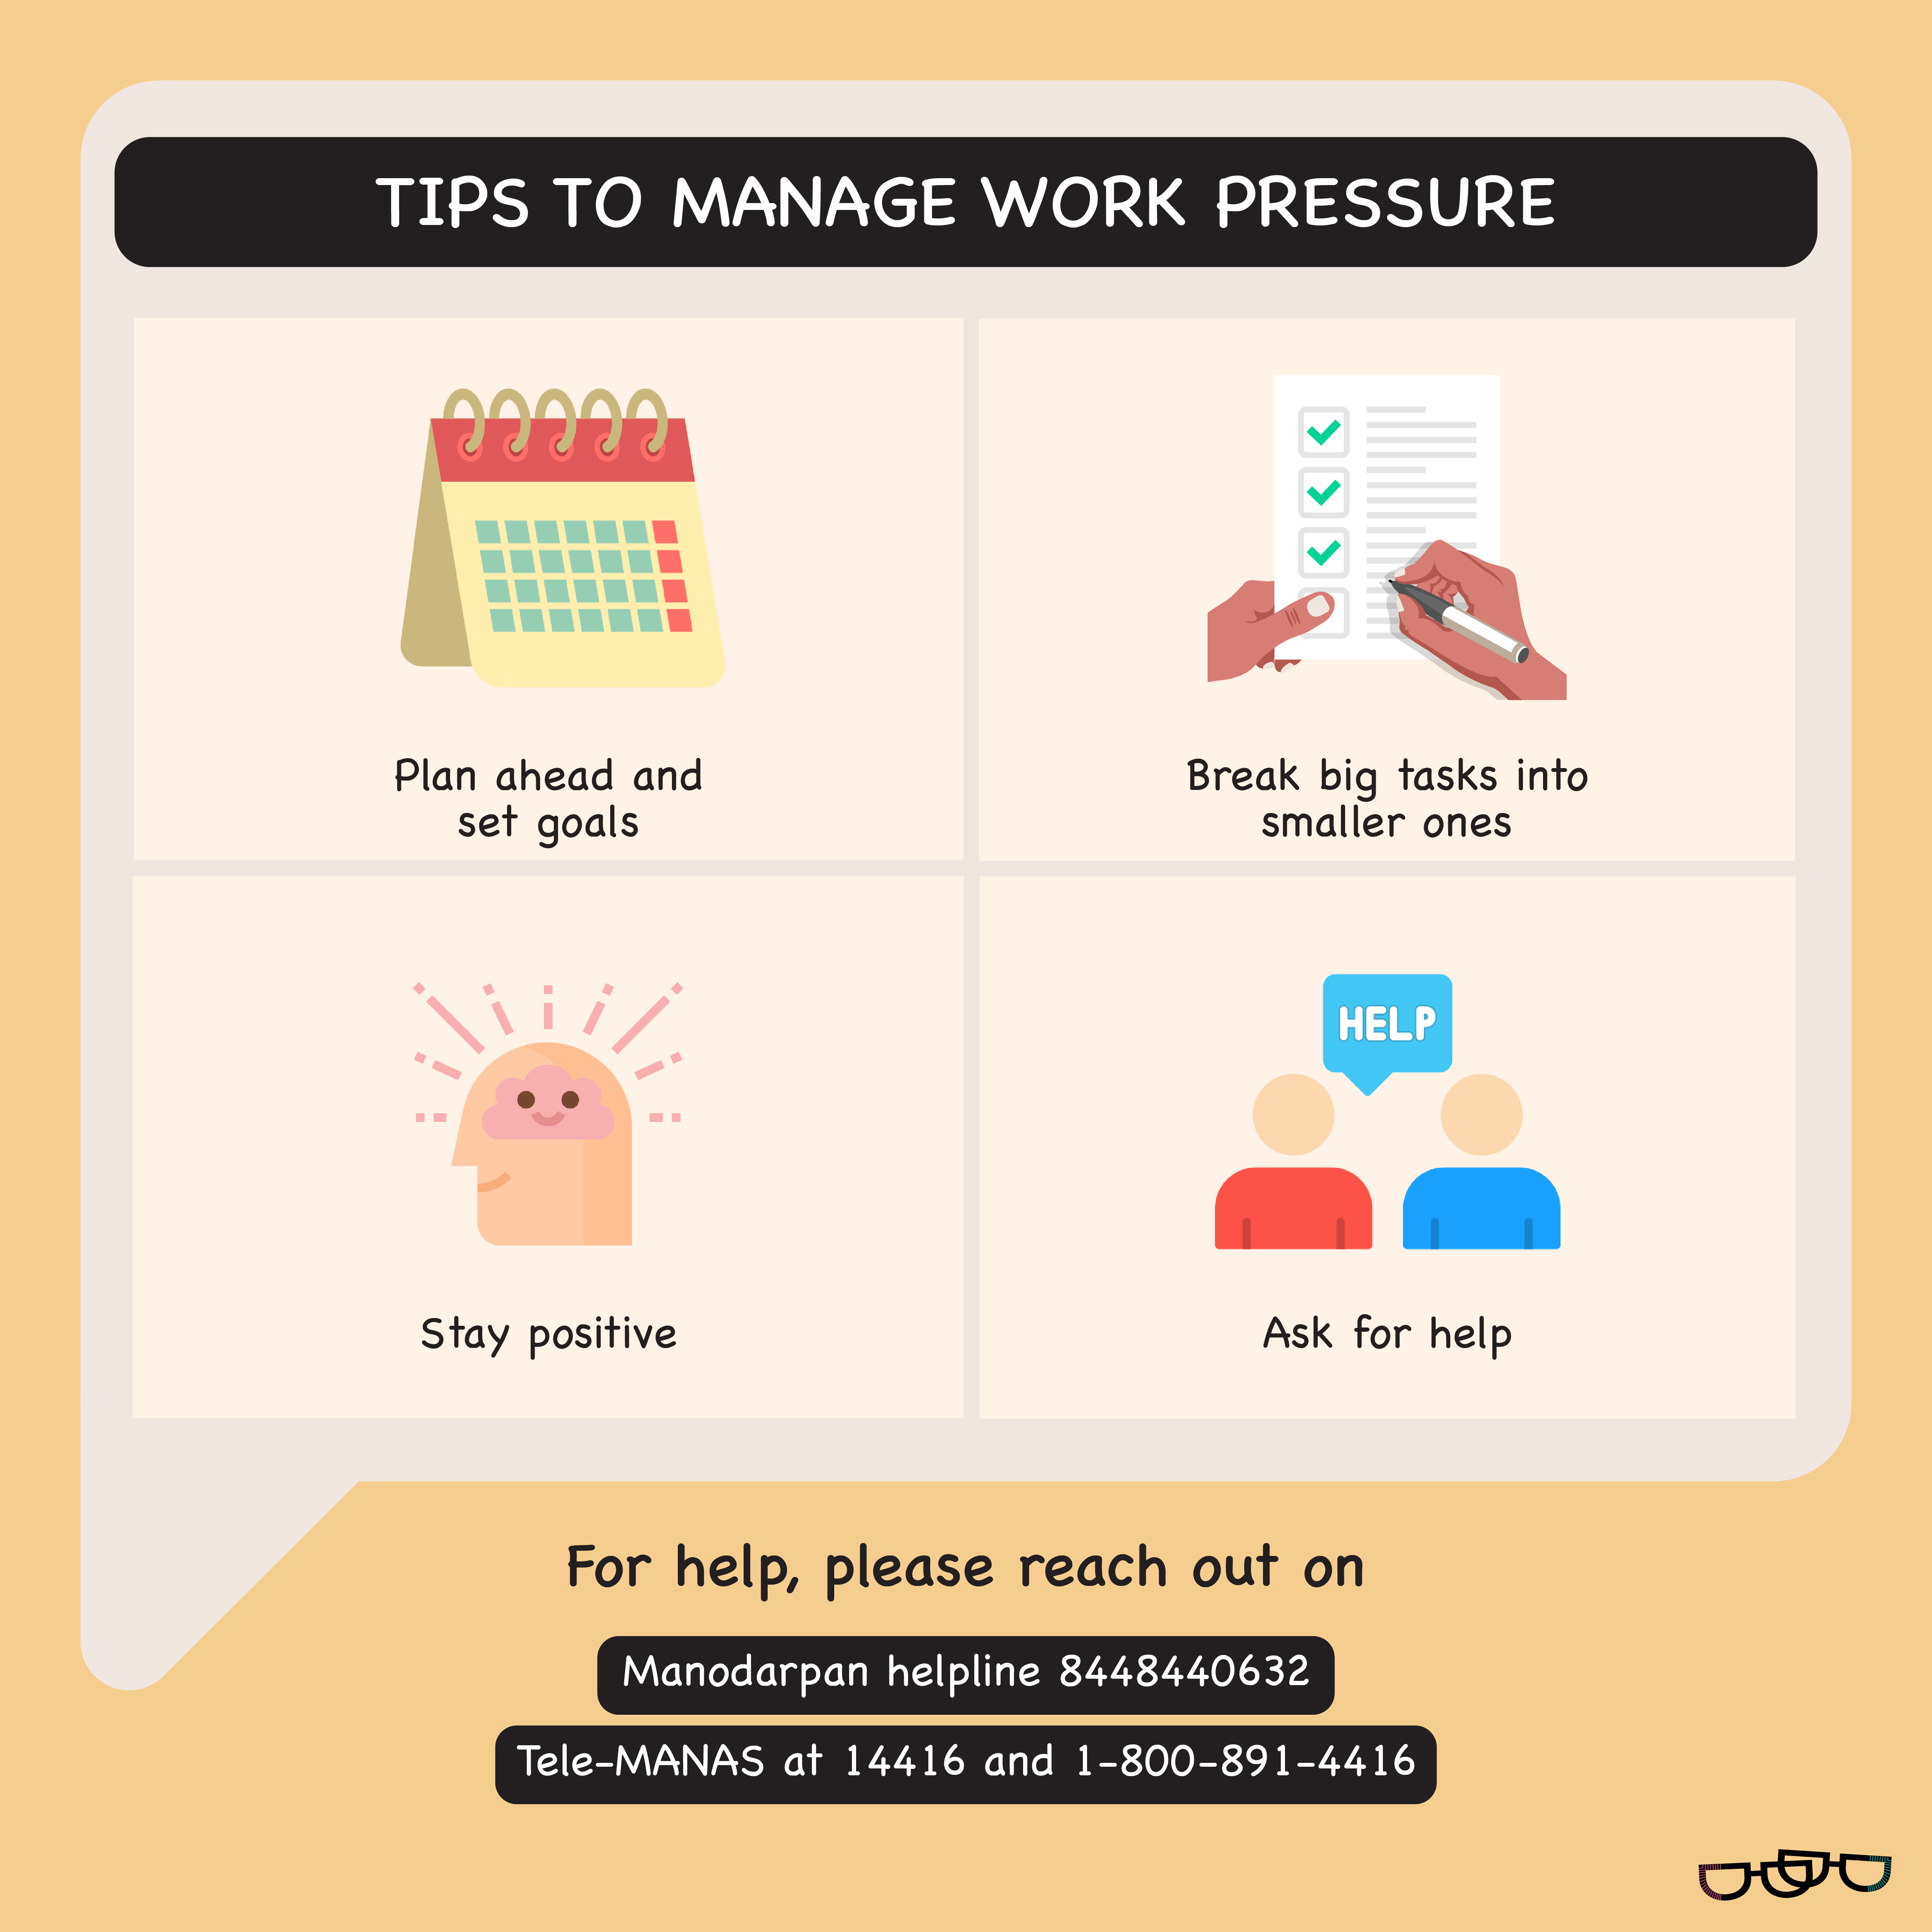 TIPS TO MANAGE WORK PRESSURE
Plan ahead and
set goals
Break big tasks into
smaller ones
HELP
Stay positive
Ask for help
For help, please reach out on
Manodarpan helpline 8448440632
Tele-MANAS at 14416 and 1-800-891-4416